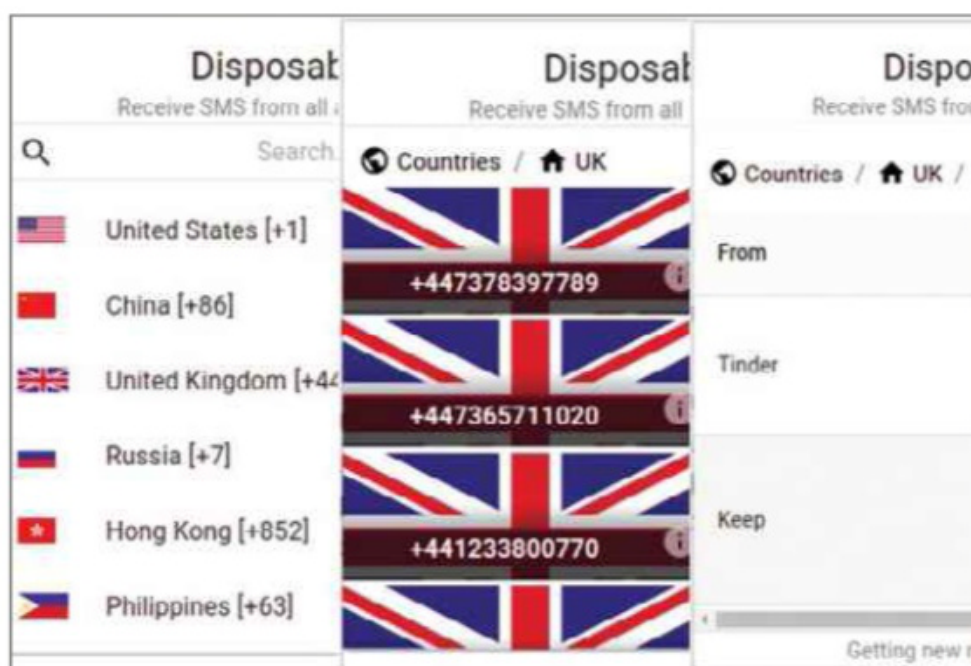 Disposab
Receive SMS from all a
Search.
United States [+1]
China [+86]
United Kingdom [+44
Russia [+7]
Hong Kong [+852]
Philippines [+63]
Disposab
Receive SMS from all
Countries / UK
+447378397789
+447365711020
+441233800770
Dispo
Receive SMS fro
Countries / UK /
From
Tinder
Keep
Getting new